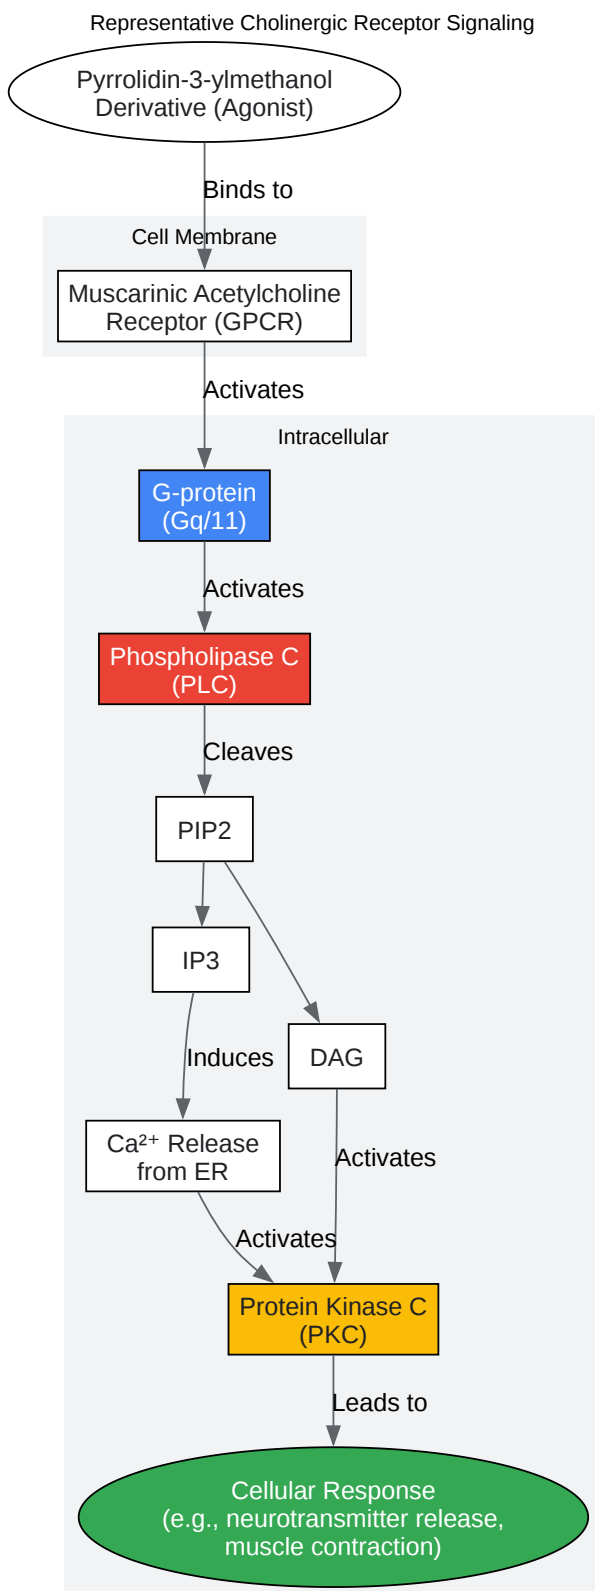 Representative Cholinergic Receptor Signaling
Pyrrolidin-3-ylmethanol
Derivative (Agonist)
Binds to
Cell Membrane
Muscarinic Acetylcholine
Receptor (GPCR)
Activates
Intracellular
G-protein
(Gq/11)
Activates
Phospholipase C
(PLC)
Cleaves
PIP2
IP3
DAG
Induces
Ca²⁺ Release
from ER
Activates
Activates
Protein Kinase C
(PKC)
Leads to
Cellular Response
(e.g., neurotransmitter release,
muscle contraction)